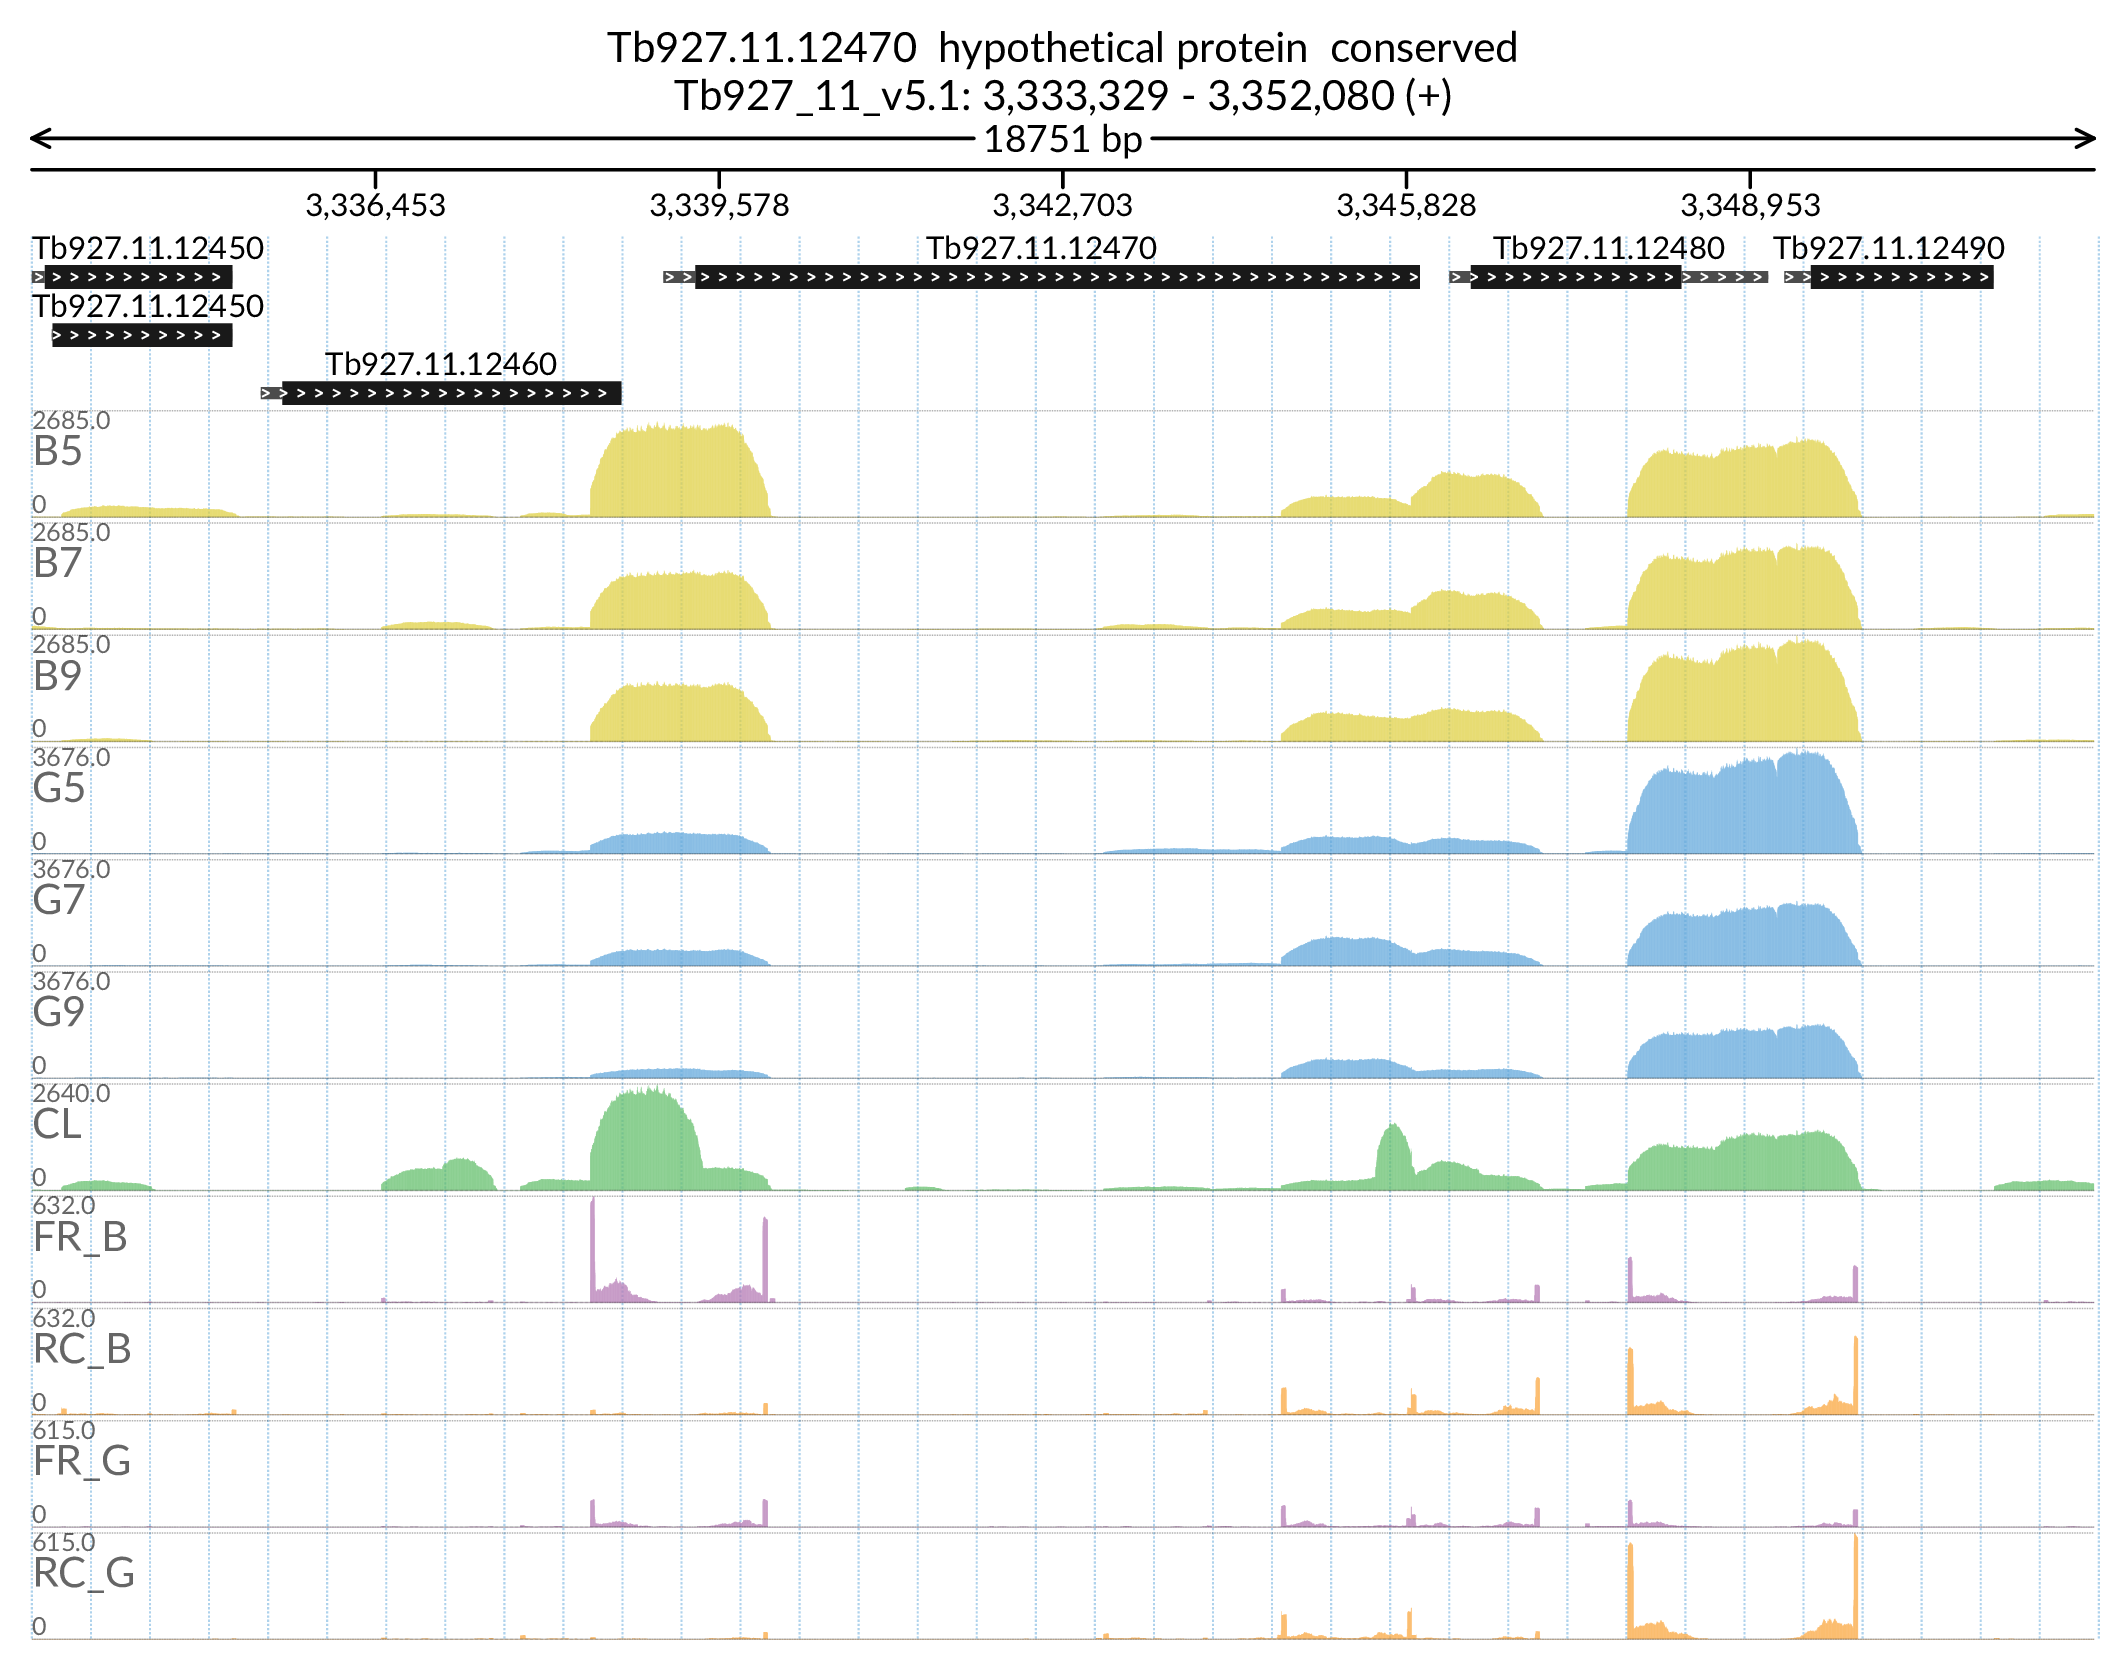 Tb927.11.12470 hypothetical protein conserved
Tb927_11_v5.1: 3,333,329 - 3,352,080 (+)
18751 bp
3,336,453 3,339,578 3,342,703 3,345,828 3,348,953
Tb927.11.12450 Tb927.11.12470 Tb927.11.12480 Tb927.11.12490
Tb927.11.12450
Tb927.11.12460
2685.0
B5
0
2685.0
B7
0
2685.0
B9
0
3676.0
G5
0
3676.0
G7
0
3676.0
G9
0
2640.0
CL
0
632.0
FR_B
0
632.0
RC_B
0
615.0
FR_G
0
615.0
RC_G
0